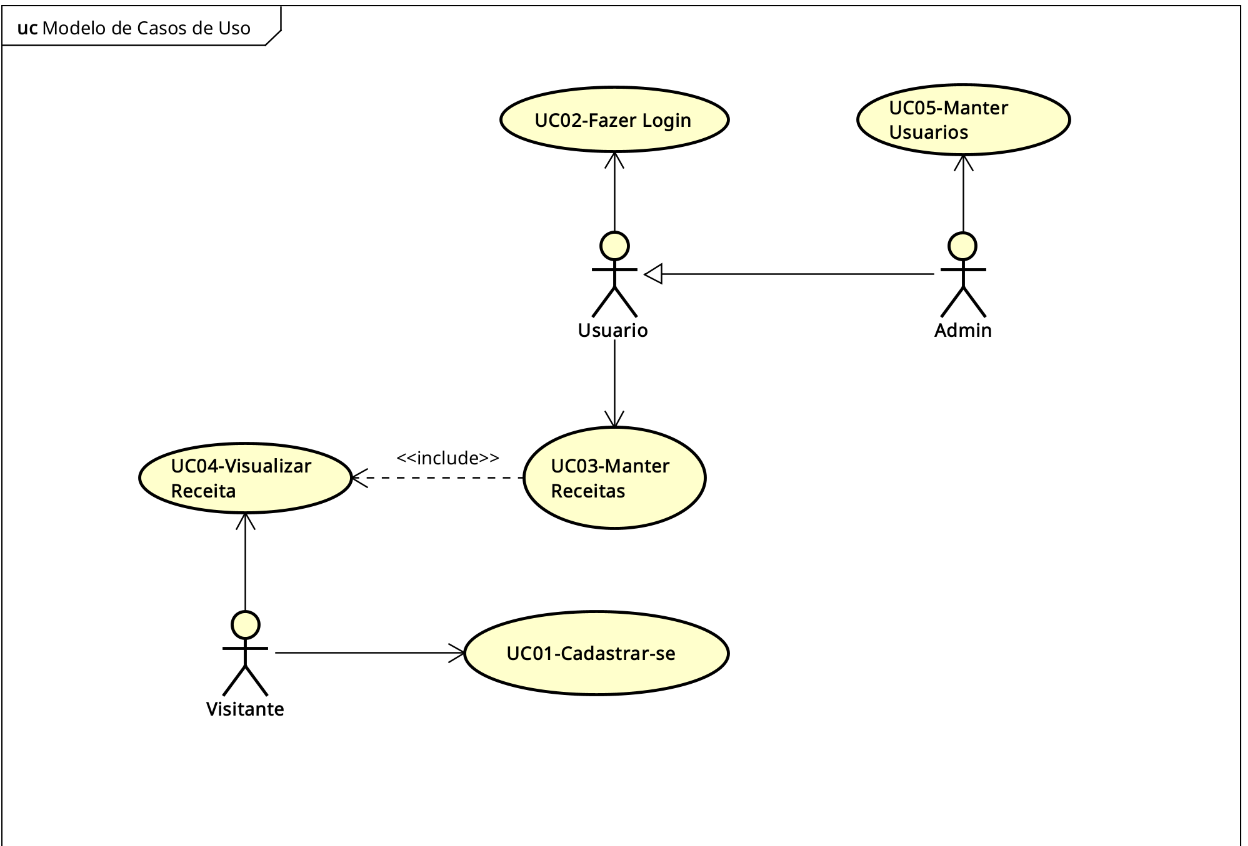 uc Modelo de Casos de Uso
UC02-Fazer Login
UC05-Manter
Usuarios
Usuario
Admin
<<include>>
UC04-Visualizar
Receita
UC03-Manter
Receitas
UC01-Cadastrar-se
Visitante